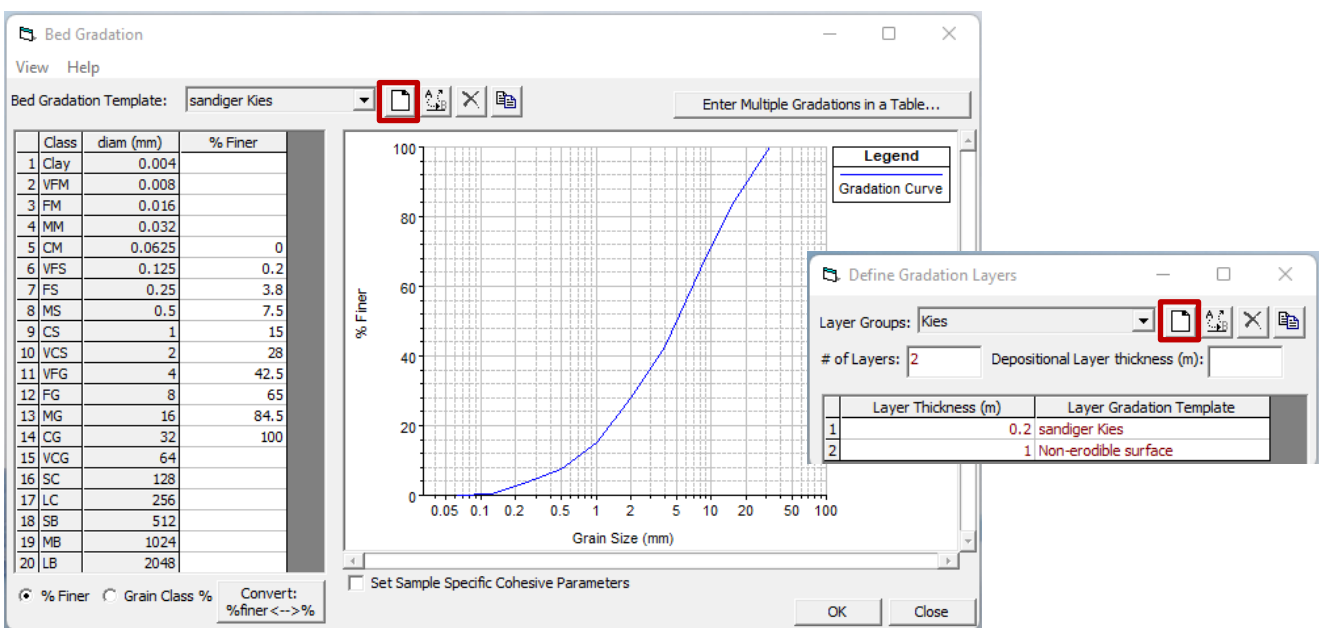 Bed Gradation
View Help
Bed Gradation Template: sandiger Kies
Enter Multiple Gradations in a Table...
Class diam (mm) % Finer
1 Clay 0.004
2 VFM 0.008
3 FM 0.016
4 MM 0.032
5 CM 0.0625 0
6 VFS 0.125 0.2
7 FS 0.25 3.8
8 MS 0.5 7.5
9 CS 1 15
10 VCS 2 28
11 VFG 4 42.5
12 FG 8 65
13 MG 16 84.5
14 CG 32 100
15 VCG 64
16 SC 128
17 LC 256
18 SB 512
19 MB 1024
20 LB 2048
% Finer Grain Class %
Convert:
%finer<-->%
% Finer
100
80
60
40
20
0
0.05 0.1 0.2 0.5 1 2 5 10 20 50 100
Grain Size (mm)
Legend
Gradation Curve
Set Sample Specific Cohesive Parameters
OK Close
Define Gradation Layers
Layer Groups: Kies
# of Layers: 2 Depositional Layer thickness (m):
Layer Thickness (m) Layer Gradation Template
1 0.2 sandiger Kies
2 1 Non-erodible surface